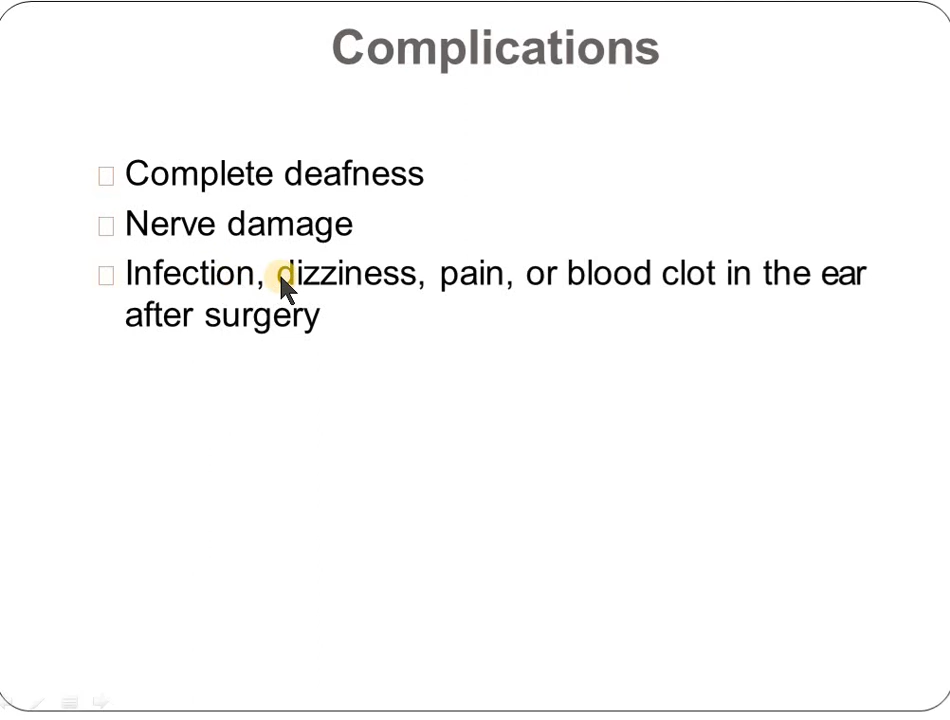 Complications
Complete deafness
Nerve damage
Infection, dizziness, pain, or blood clot in the ear
after surgery